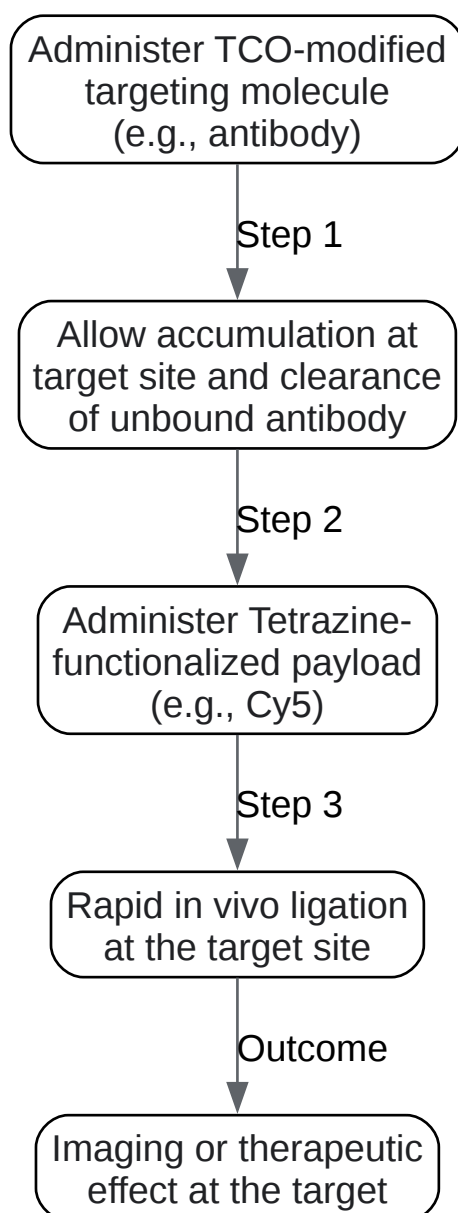 Administer TCO-modified
targeting molecule
(e.g., antibody)
Step 1
Allow accumulation at
target site and clearance
of unbound antibody
Step 2
Administer Tetrazine-
functionalized payload
(e.g., Cy5)
Step 3
Rapid in vivo ligation
at the target site
Outcome
Imaging or therapeutic
effect at the target